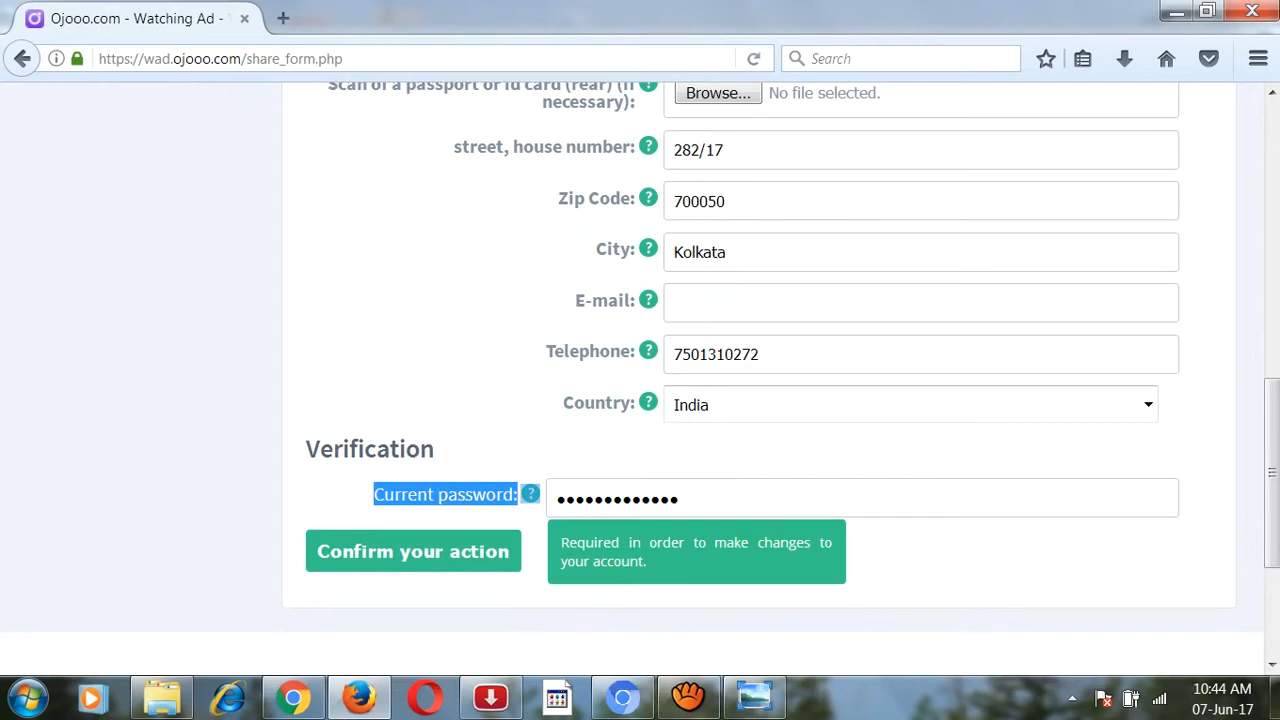 Ojooo.com - Watching Ad -
https://wad.ojooo.com/share_form.php
Search
Scan of a passport or id card (rear) (if
necessary):
?
Browse...
No file selected.
street, house number: ?
282/17
Zip Code: ?
700050
City: ?
Kolkata
E-mail: ?
Telephone: ?
7501310272
Country: ?
India
Verification
Current password: ?
•••••••••••••
Confirm your action
Required in order to make changes to
your account.
10:44 AM
07-Jun-17